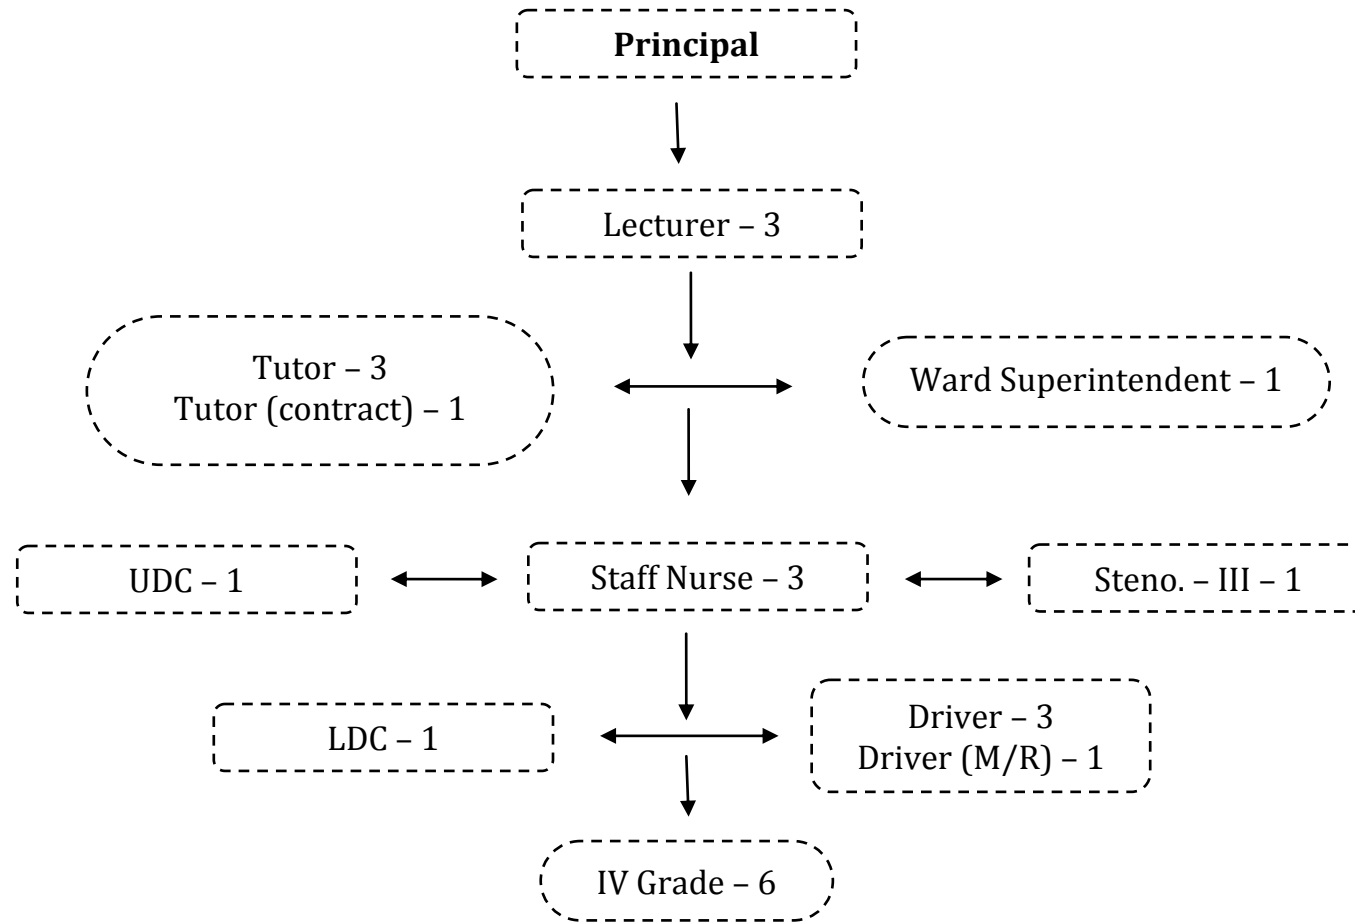 Principal
Lecturer – 3
Tutor – 3
Tutor (contract) – 1
Ward Superintendent – 1
UDC – 1
Staff Nurse – 3
Steno. – III – 1
LDC – 1
Driver – 3
Driver (M/R) – 1
IV Grade – 6